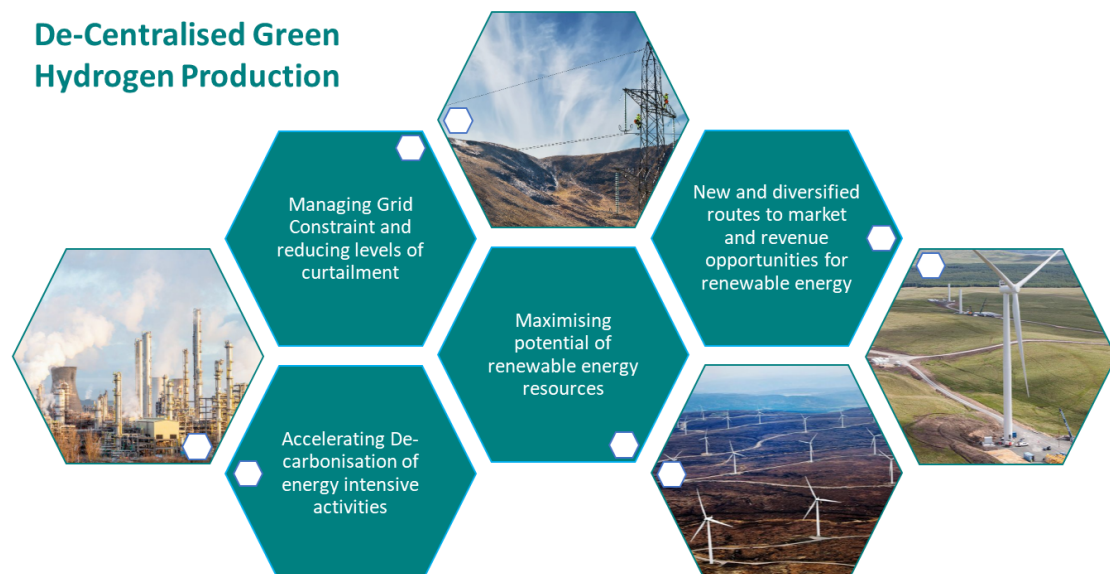 De-Centralised Green
Hydrogen Production
Managing Grid
Constraint and
reducing levels of
curtailment
New and diversified
routes to market
and revenue
opportunities for
renewable energy
Maximising
potential of
renewable energy
resources
Accelerating De-
carbonisation of
energy intensive
activities